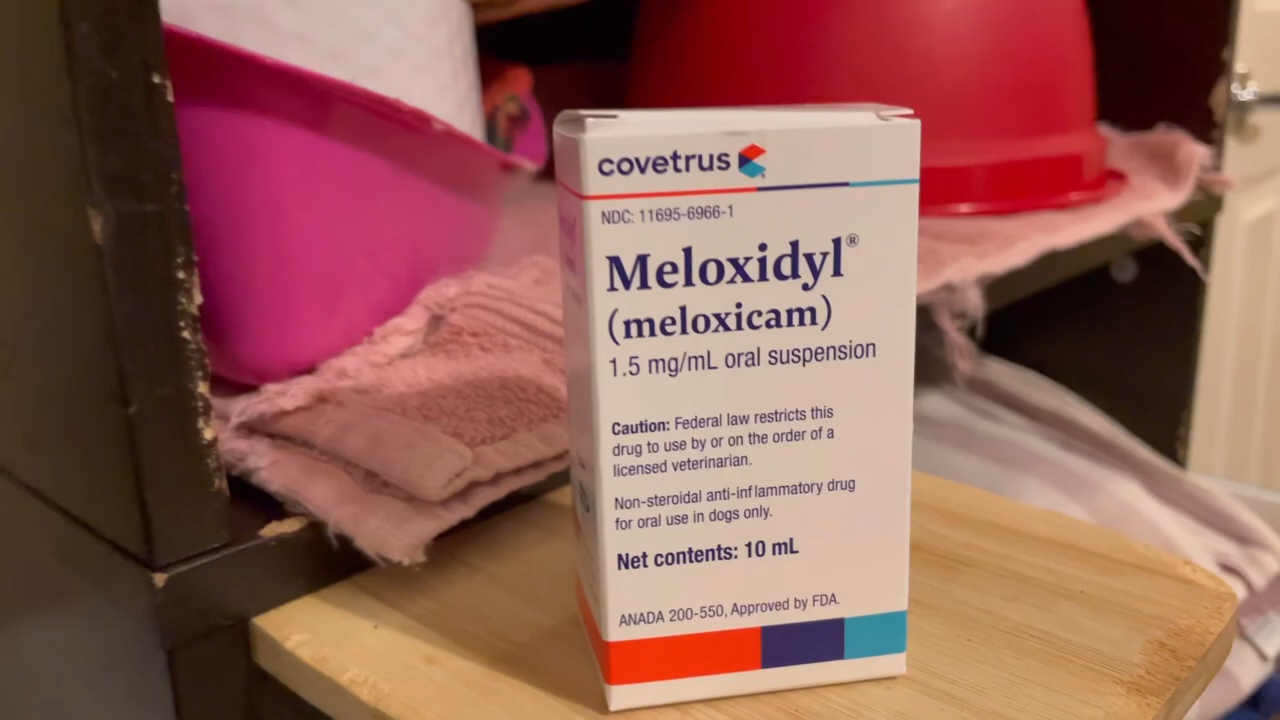 covetrus
NDC: 11695-6966-1
Meloxidyl®
(meloxicam)
1.5 mg/mL oral suspension
Caution: Federal law restricts this
drug to use by or on the order of a
licensed veterinarian.
Non-steroidal anti-inflammatory drug
for oral use in dogs only.
Net contents: 10 mL
ANADA 200-550, Approved by FDA.